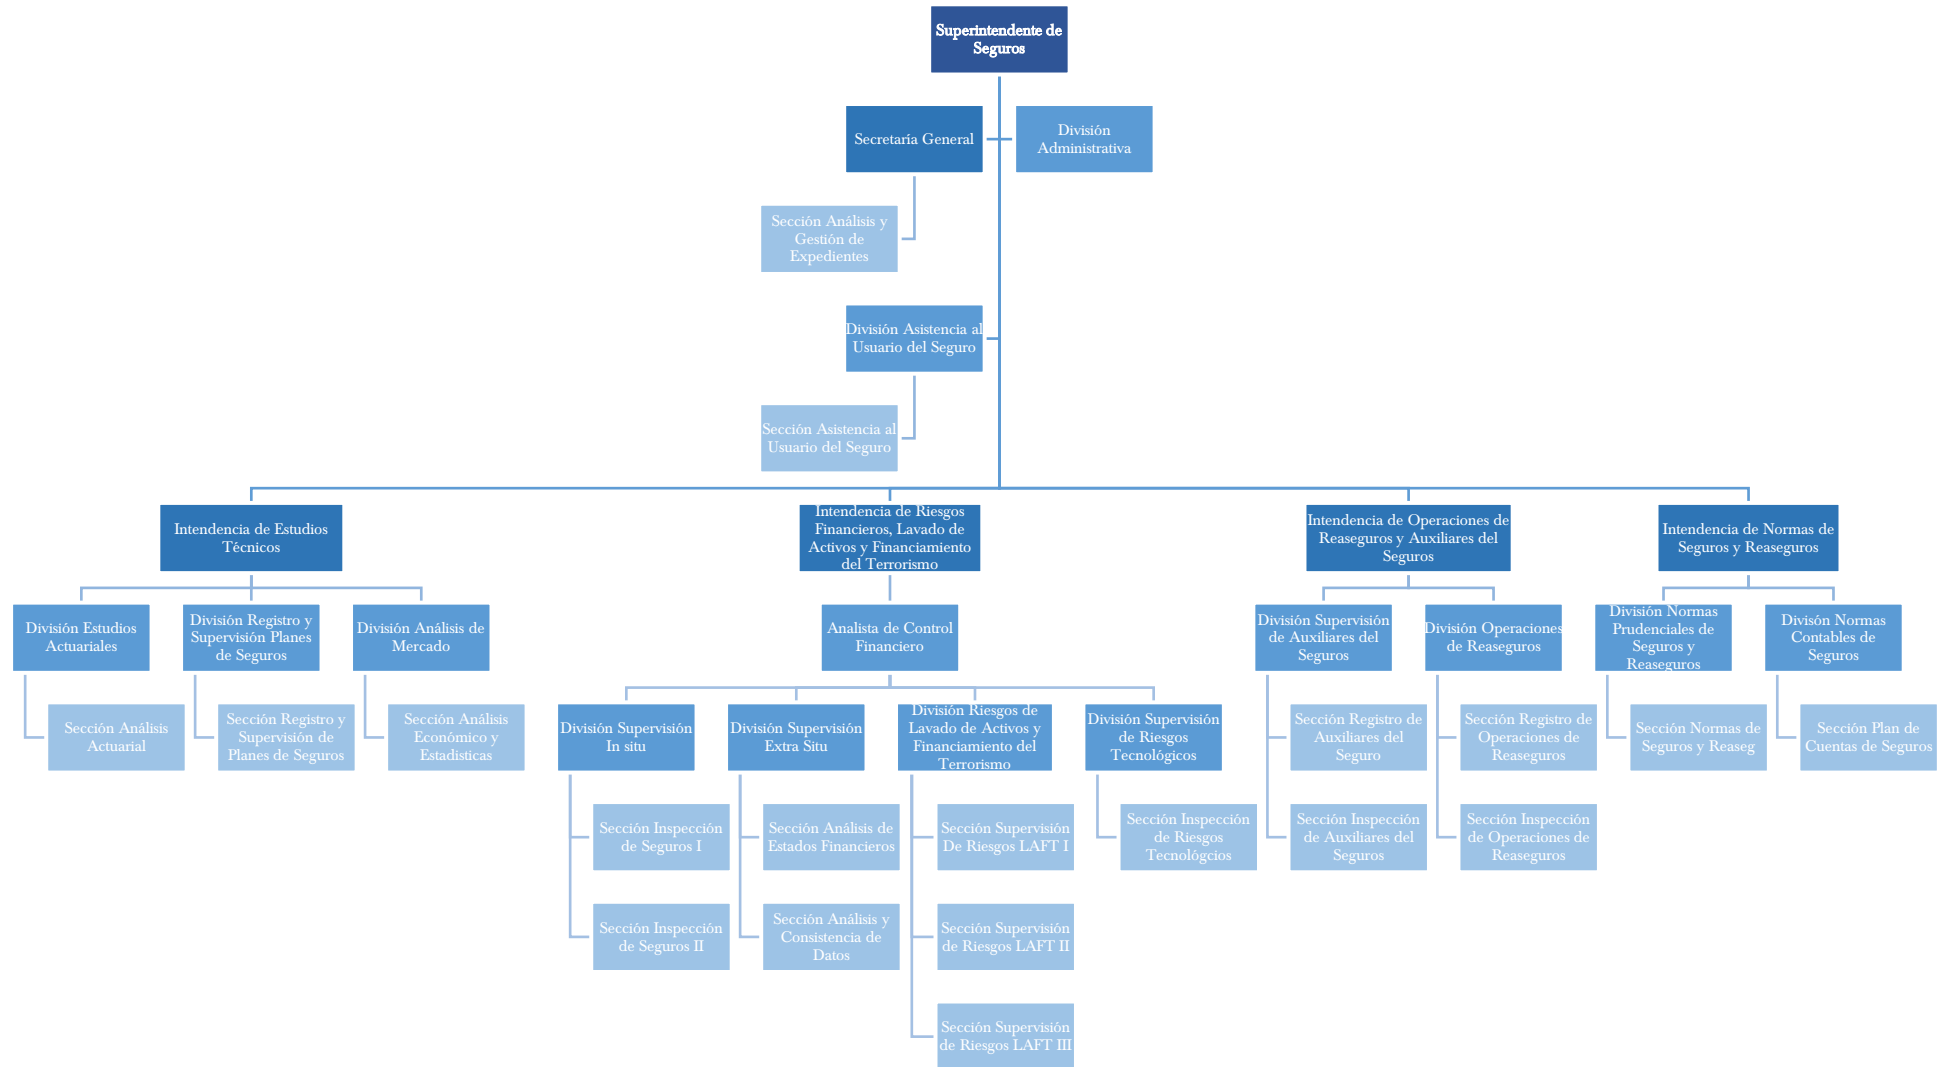 Superintendente de
Seguros
Secretaría General
División
Administrativa
Sección Análisis y
Gestión de
Expedientes
División Asistencia al
Usuario del Seguro
Sección Asistencia al
Usuario del Seguro
Intendencia de Estudios
Técnicos
Intendencia de Riesgos
Financieros, Lavado de
Activos y Financiamiento
del Terrorismo
Intendencia de Operaciones de
Reaseguros y Auxiliares del
Seguros
Intendencia de Normas de
Seguros y Reaseguros
División Estudios
Actuariales
División Registro y
Supervisión Planes
de Seguros
División Análisis de
Mercado
Analista de Control
Financiero
División Supervisión
de Auxiliares del
Seguros
División Operaciones
de Reaseguros
División Normas
Prudenciales de
Seguros y
Reaseguros
Divisón Normas
Contables de
Seguros
Sección Análisis
Actuarial
Sección Registro y
Supervisión de
Planes de Seguros
Sección Análisis
Económico y
Estadisticas
División Supervisión
In situ
División Supervisión
Extra Situ
División Riesgos de
Lavado de Activos y
Financiamiento del
Terrorismo
División Supervisión
de Riesgos
Tecnológicos
Sección Registro de
Auxiliares del
Seguro
Sección Registro de
Operaciones de
Reaseguros
Sección Normas de
Seguros y Reaseg
Sección Plan de
Cuentas de Seguros
Sección Inspección
de Seguros I
Sección Análisis de
Estados Financieros
Sección Supervisión
De Riesgos LAFT I
Sección Inspección
de Riesgos
Tecnológcios
Sección Inspección
de Auxiliares del
Seguros
Sección Inspección
de Operaciones de
Reaseguros
Sección Inspección
de Seguros II
Sección Análisis y
Consistencia de
Datos
Sección Supervisión
de Riesgos LAFT II
Sección Supervisión
de Riesgos LAFT III